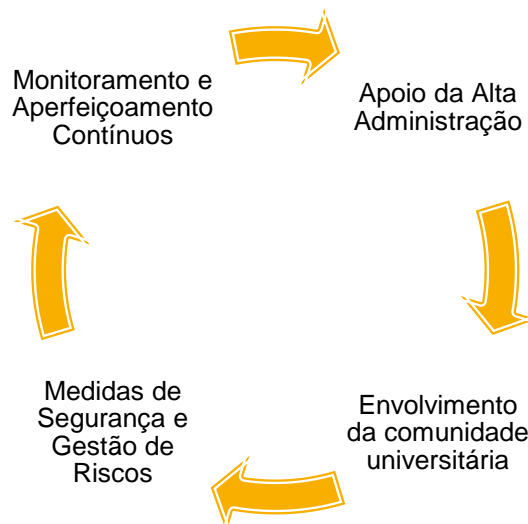 Monitoramento e
Aperfeiçoamento
Contínuos
Apoio da Alta
Administração
Medidas de
Segurança e
Gestão de
Riscos
Envolvimento
da comunidade
universitária